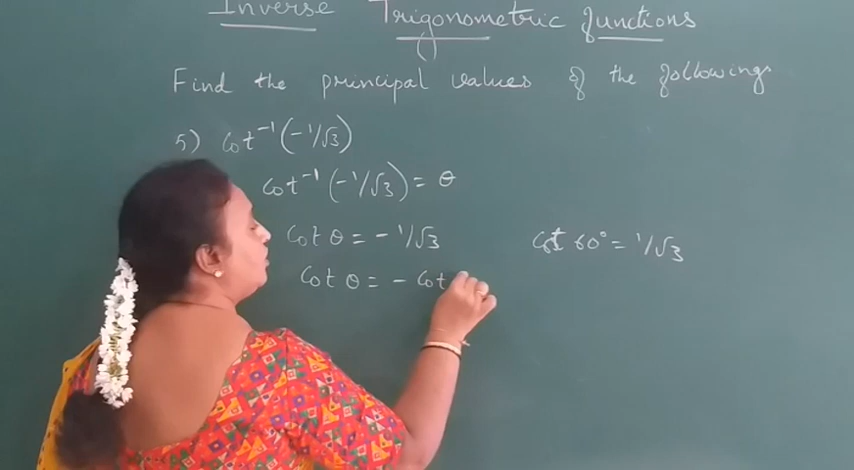 Inverse Trigonometric functions
Find the principal values of the followings
5) Cot⁻¹(-1/√3)
Cot⁻¹(-1/√3) = θ
Cot θ = -1/√3
Cot 60° = 1/√3
Cot θ = - Cot